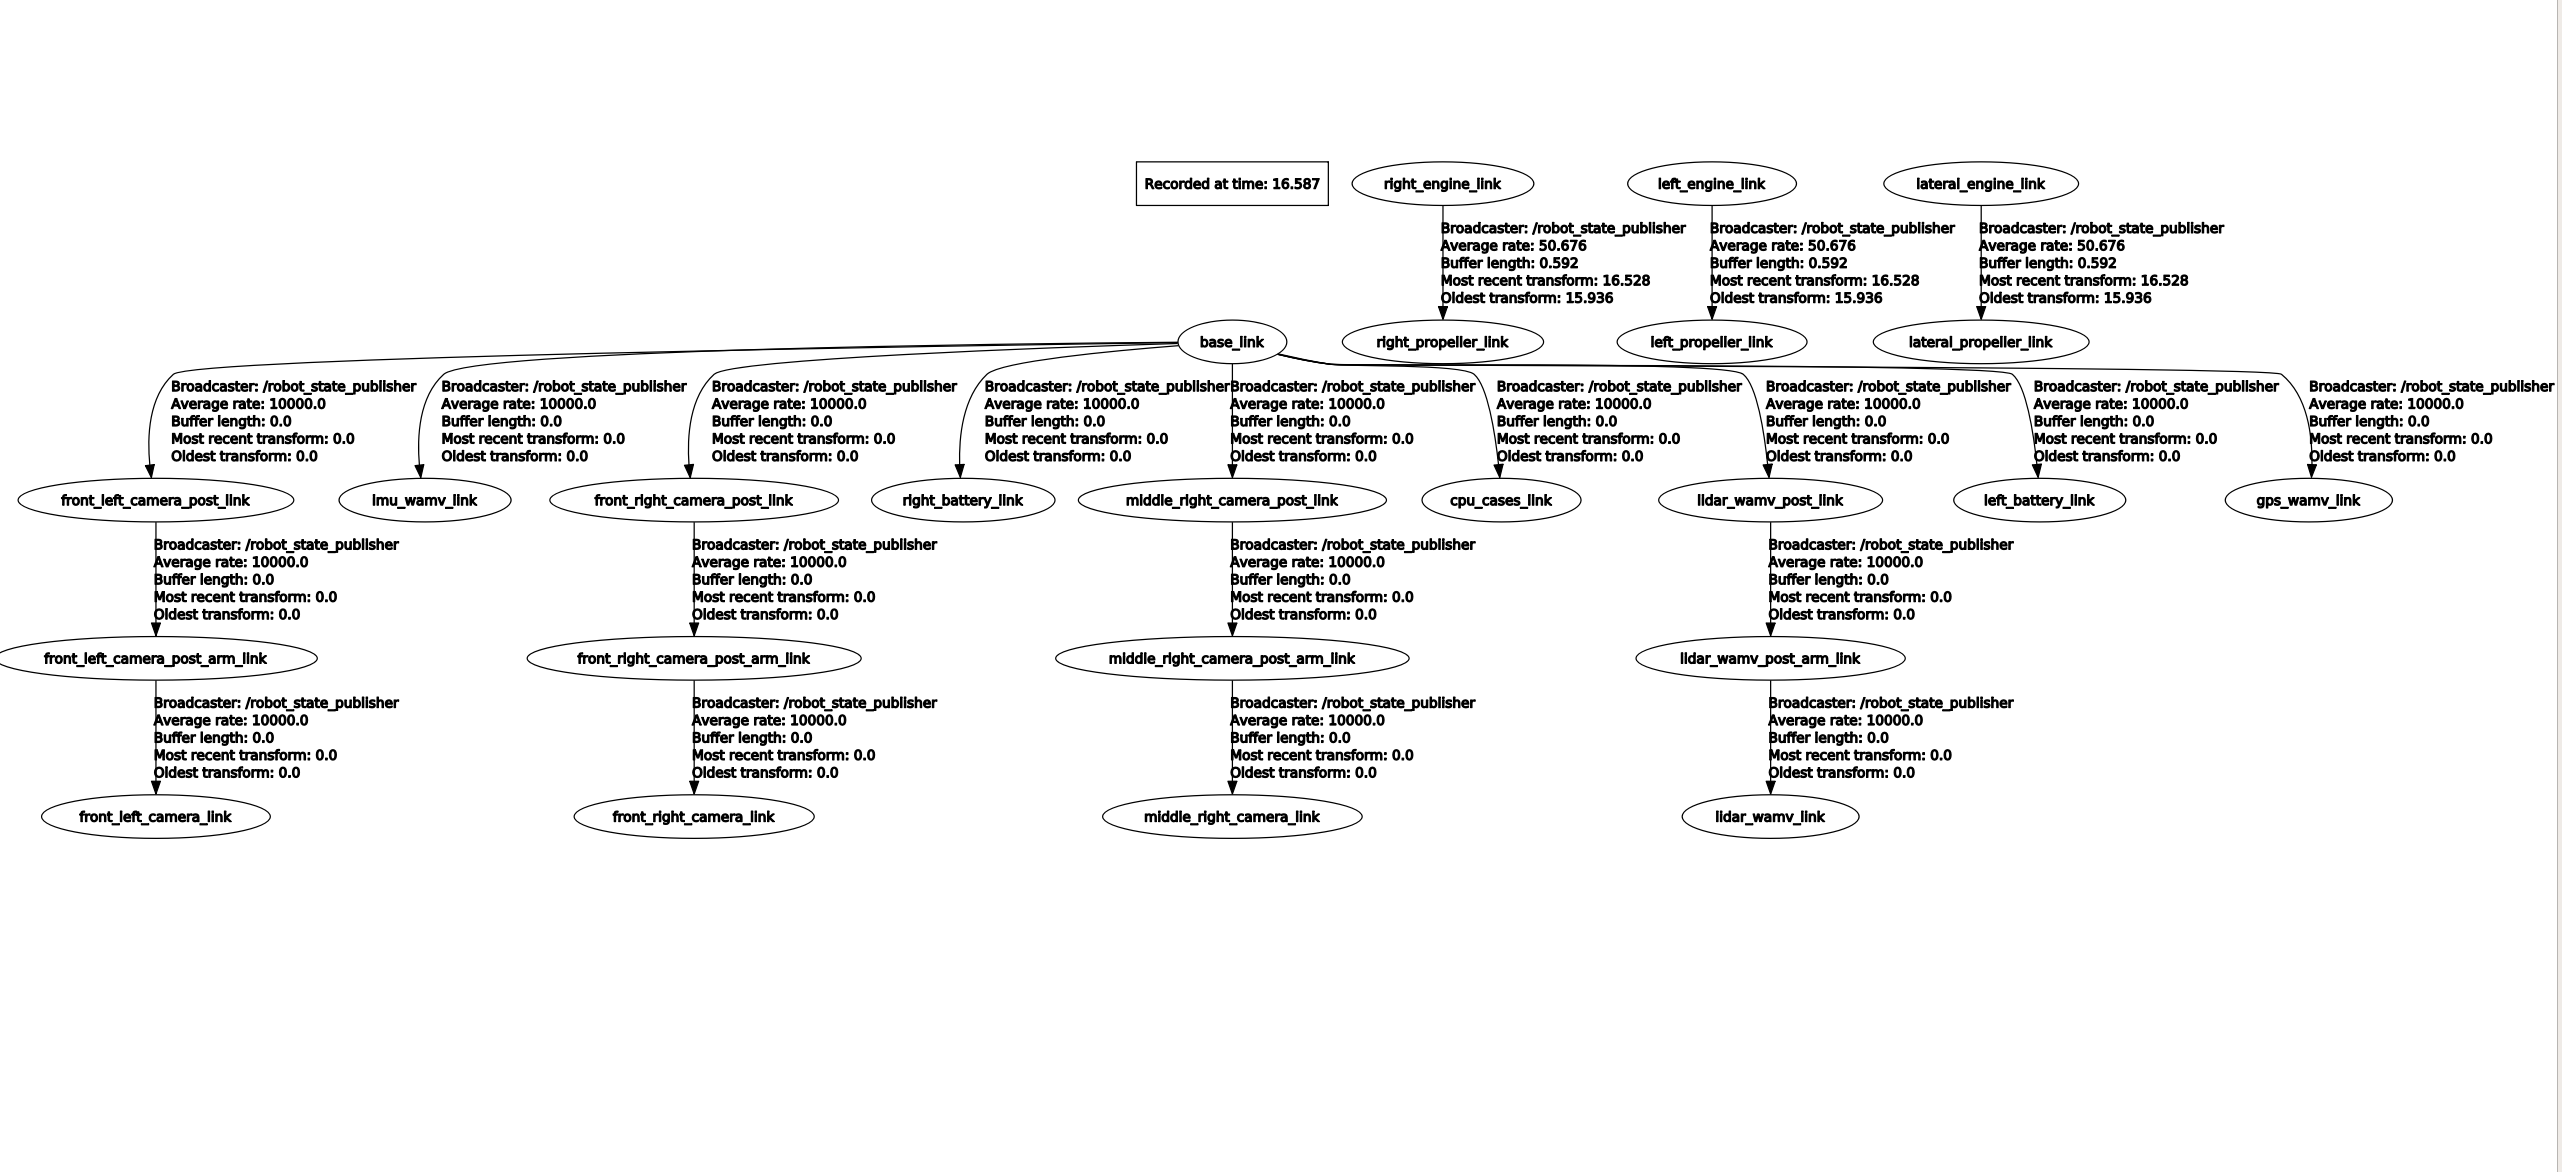 Recorded at time: 16.587
right_engine_link
left_engine_link
lateral_engine_link
Broadcaster: /robot_state_publisher
Average rate: 50.676
Buffer length: 0.592
Most recent transform: 16.528
Oldest transform: 15.936
Broadcaster: /robot_state_publisher
Average rate: 50.676
Buffer length: 0.592
Most recent transform: 16.528
Oldest transform: 15.936
Broadcaster: /robot_state_publisher
Average rate: 50.676
Buffer length: 0.592
Most recent transform: 16.528
Oldest transform: 15.936
base_link
right_propeller_link
left_propeller_link
lateral_propeller_link
Broadcaster: /robot_state_publisher
Average rate: 10000.0
Buffer length: 0.0
Most recent transform: 0.0
Oldest transform: 0.0
Broadcaster: /robot_state_publisher
Average rate: 10000.0
Buffer length: 0.0
Most recent transform: 0.0
Oldest transform: 0.0
Broadcaster: /robot_state_publisher
Average rate: 10000.0
Buffer length: 0.0
Most recent transform: 0.0
Oldest transform: 0.0
Broadcaster: /robot_state_publisher
Average rate: 10000.0
Buffer length: 0.0
Most recent transform: 0.0
Oldest transform: 0.0
Broadcaster: /robot_state_publisher
Average rate: 10000.0
Buffer length: 0.0
Most recent transform: 0.0
Oldest transform: 0.0
Broadcaster: /robot_state_publisher
Average rate: 10000.0
Buffer length: 0.0
Most recent transform: 0.0
Oldest transform: 0.0
Broadcaster: /robot_state_publisher
Average rate: 10000.0
Buffer length: 0.0
Most recent transform: 0.0
Oldest transform: 0.0
Broadcaster: /robot_state_publisher
Average rate: 10000.0
Buffer length: 0.0
Most recent transform: 0.0
Oldest transform: 0.0
Broadcaster: /robot_state_publisher
Average rate: 10000.0
Buffer length: 0.0
Most recent transform: 0.0
Oldest transform: 0.0
front_left_camera_post_link
imu_wamv_link
front_right_camera_post_link
right_battery_link
middle_right_camera_post_link
cpu_cases_link
lidar_wamv_post_link
left_battery_link
gps_wamv_link
Broadcaster: /robot_state_publisher
Average rate: 10000.0
Buffer length: 0.0
Most recent transform: 0.0
Oldest transform: 0.0
Broadcaster: /robot_state_publisher
Average rate: 10000.0
Buffer length: 0.0
Most recent transform: 0.0
Oldest transform: 0.0
Broadcaster: /robot_state_publisher
Average rate: 10000.0
Buffer length: 0.0
Most recent transform: 0.0
Oldest transform: 0.0
Broadcaster: /robot_state_publisher
Average rate: 10000.0
Buffer length: 0.0
Most recent transform: 0.0
Oldest transform: 0.0
front_left_camera_post_arm_link
front_right_camera_post_arm_link
middle_right_camera_post_arm_link
lidar_wamv_post_arm_link
Broadcaster: /robot_state_publisher
Average rate: 10000.0
Buffer length: 0.0
Most recent transform: 0.0
Oldest transform: 0.0
Broadcaster: /robot_state_publisher
Average rate: 10000.0
Buffer length: 0.0
Most recent transform: 0.0
Oldest transform: 0.0
Broadcaster: /robot_state_publisher
Average rate: 10000.0
Buffer length: 0.0
Most recent transform: 0.0
Oldest transform: 0.0
Broadcaster: /robot_state_publisher
Average rate: 10000.0
Buffer length: 0.0
Most recent transform: 0.0
Oldest transform: 0.0
front_left_camera_link
front_right_camera_link
middle_right_camera_link
lidar_wamv_link